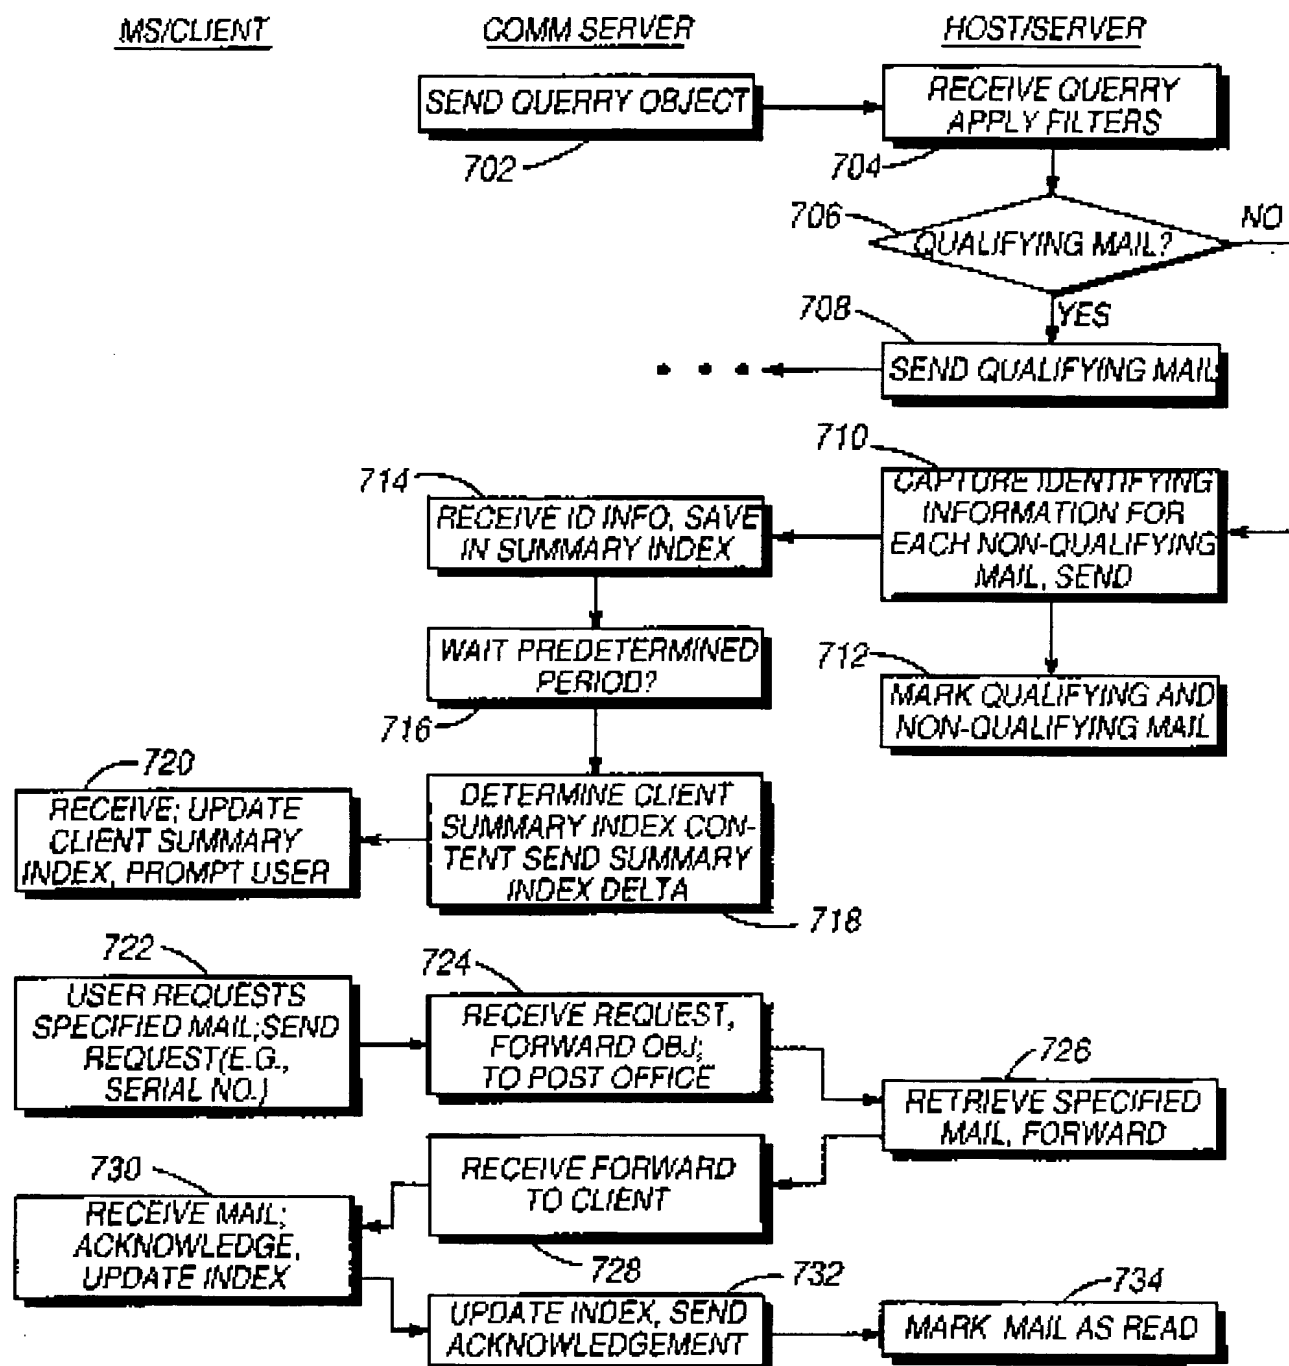 MS/CLIENT
COMM SERVER
HOST/SERVER
SEND QUERRY OBJECT
702
RECEIVE QUERRY
APPLY FILTERS
704
706
QUALIFYING MAIL?
NO
YES
708
SEND QUALIFYING MAIL
710
CAPTURE IDENTIFYING
INFORMATION FOR
EACH NON-QUALIFYING
MAIL, SEND
714
RECEIVE ID INFO, SAVE
IN SUMMARY INDEX
712
MARK QUALIFYING AND
NON-QUALIFYING MAIL
WAIT PREDETERMINED
PERIOD?
716
DETERMINE CLIENT
SUMMARY INDEX CON-
TENT SEND SUMMARY
INDEX DELTA
718
720
RECEIVE; UPDATE
CLIENT SUMMARY
INDEX, PROMPT USER
722
USER REQUESTS
SPECIFIED MAIL;SEND
REQUEST(E.G.,
SERIAL NO.)
724
RECEIVE REQUEST,
FORWARD OBJ;
TO POST OFFICE
726
RETRIEVE SPECIFIED
MAIL, FORWARD
RECEIVE FORWARD
TO CLIENT
728
730
RECEIVE MAIL;
ACKNOWLEDGE,
UPDATE INDEX
732
UPDATE INDEX, SEND
ACKNOWLEDGEMENT
734
MARK MAIL AS READ